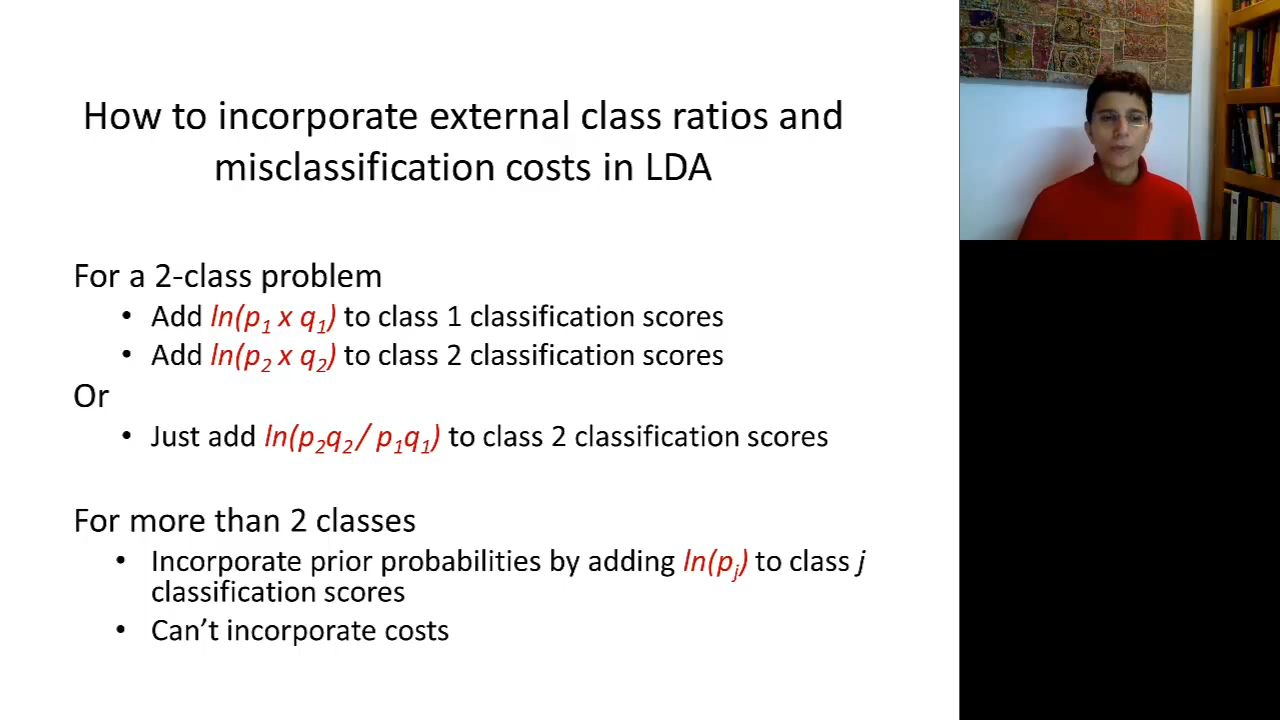 How to incorporate external class ratios and
misclassification costs in LDA
For a 2-class problem
• Add ln(p₁ x q₁) to class 1 classification scores
• Add ln(p₂ x q₂) to class 2 classification scores
Or
• Just add ln(p₂q₂ / p₁q₁) to class 2 classification scores
For more than 2 classes
• Incorporate prior probabilities by adding ln(pⱼ) to class j
classification scores
• Can't incorporate costs